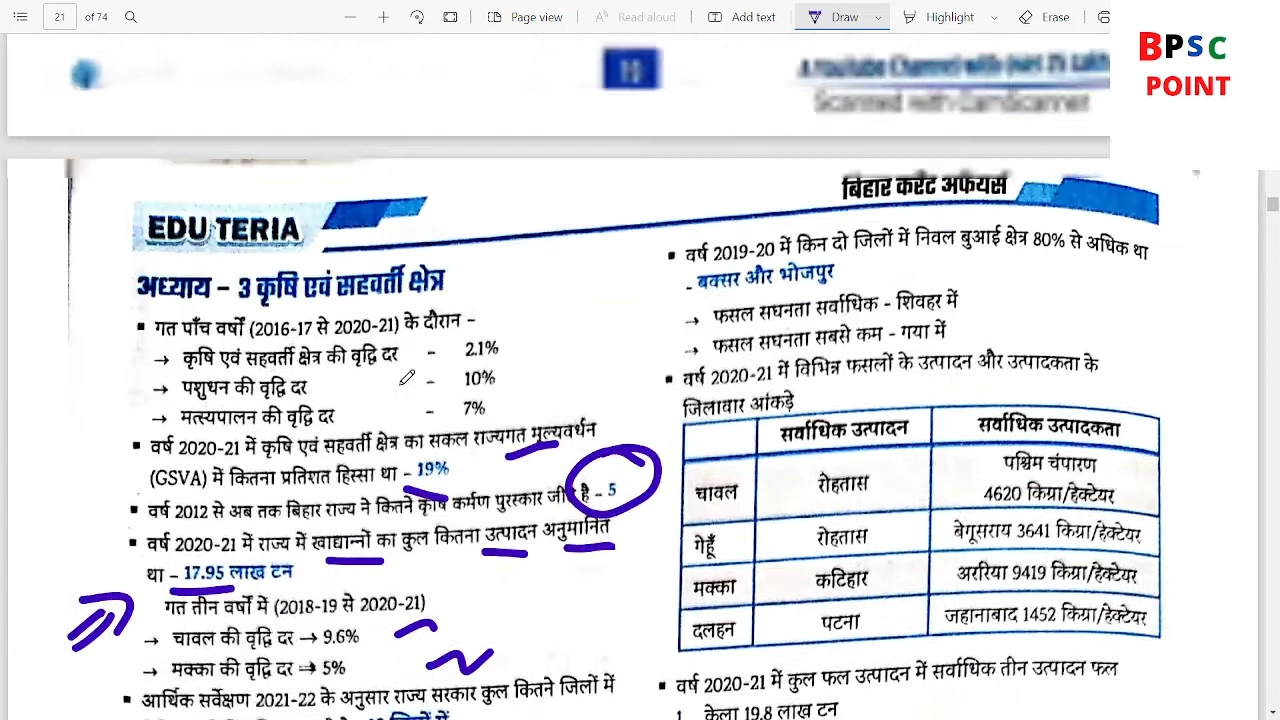 21 of 74
Page view
Read aloud
Add text
Draw
Highlight
Erase
BPSC
POINT
A YouTube Channel with
Scanned with CamScanner
बिहार करेंट अफेयर्स
EDU TERIA
अध्याय – 3 कृषि एवं सहवर्ती क्षेत्र
▪ गत पाँच वर्षों (2016-17 से 2020-21) के दौरान –
→ कृषि एवं सहवर्ती क्षेत्र की वृद्धि दर – 2.1%
→ पशुधन की वृद्धि दर – 10%
→ मत्स्यपालन की वृद्धि दर – 7%
▪ वर्ष 2020-21 में कृषि एवं सहवर्ती क्षेत्र का सकल राज्यगत मूल्यवर्धन
(GSVA) में कितना प्रतिशत हिस्सा था – 19%
▪ वर्ष 2012 से अब तक बिहार राज्य ने कितने कृषि कर्मण पुरस्कार है – 5
▪ वर्ष 2020-21 में राज्य में खाद्यान्नों का कुल कितना उत्पादन अनुमानित
था – 17.95 लाख टन
गत तीन वर्षों में (2018-19 से 2020-21)
→ चावल की वृद्धि दर → 9.6%
→ मक्का की वृद्धि दर → 5%
▪ आर्थिक सर्वेक्षण 2021-22 के अनुसार राज्य सरकार कुल कितने जिलों में
▪ वर्ष 2019-20 में किन दो जिलों में निवल बुआई क्षेत्र 80% से अधिक था
- बक्सर और भोजपुर
→ फसल सघनता सर्वाधिक - शिवहर में
→ फसल सघनता सबसे कम - गया में
▪ वर्ष 2020-21 में विभिन्न फसलों के उत्पादन और उत्पादकता के
जिलावार आंकड़े
सर्वाधिक उत्पादन सर्वाधिक उत्पादकता
चावल रोहतास पश्चिम चंपारण
4620 किग्रा/हेक्टेयर
गेहूँ रोहतास बेगूसराय 3641 किग्रा/हेक्टेयर
मक्का कटिहार अररिया 9419 किग्रा/हेक्टेयर
दलहन पटना जहानाबाद 1452 किग्रा/हेक्टेयर
▪ वर्ष 2020-21 में कुल फल उत्पादन में सर्वाधिक तीन उत्पादन फल
1. केला 19.8 लाख टन